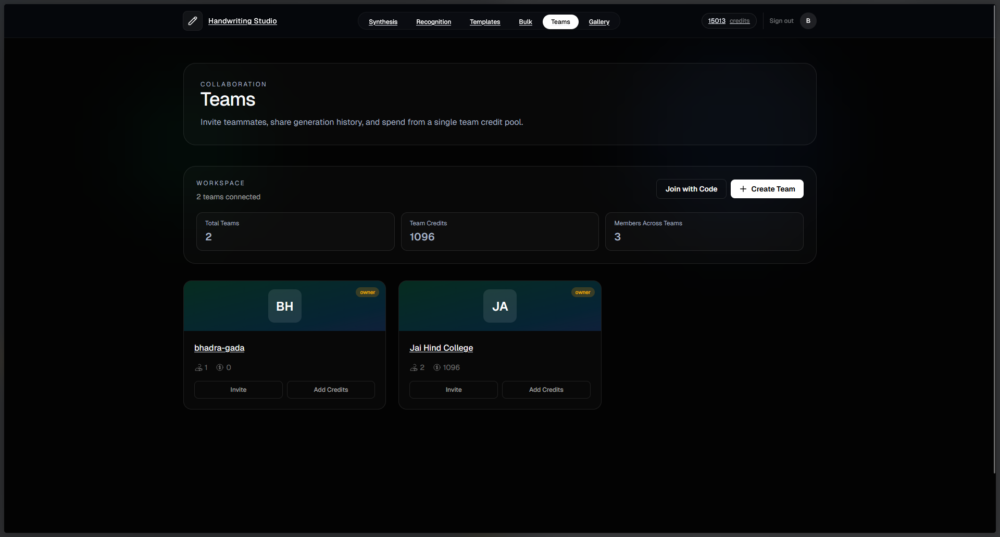 Handwriting Studio
Synthesis Recognition Templates Bulk Teams Gallery
15013 credits Sign out B
COLLABORATION
Teams
Invite teammates, share generation history, and spend from a single team credit pool.
WORKSPACE
2 teams connected
Join with Code + Create Team
Total Teams
2
Team Credits
1096
Members Across Teams
3
BH
owner
bhadra-gada
1 0
Invite Add Credits
JA
owner
Jai Hind College
2 1096
Invite Add Credits